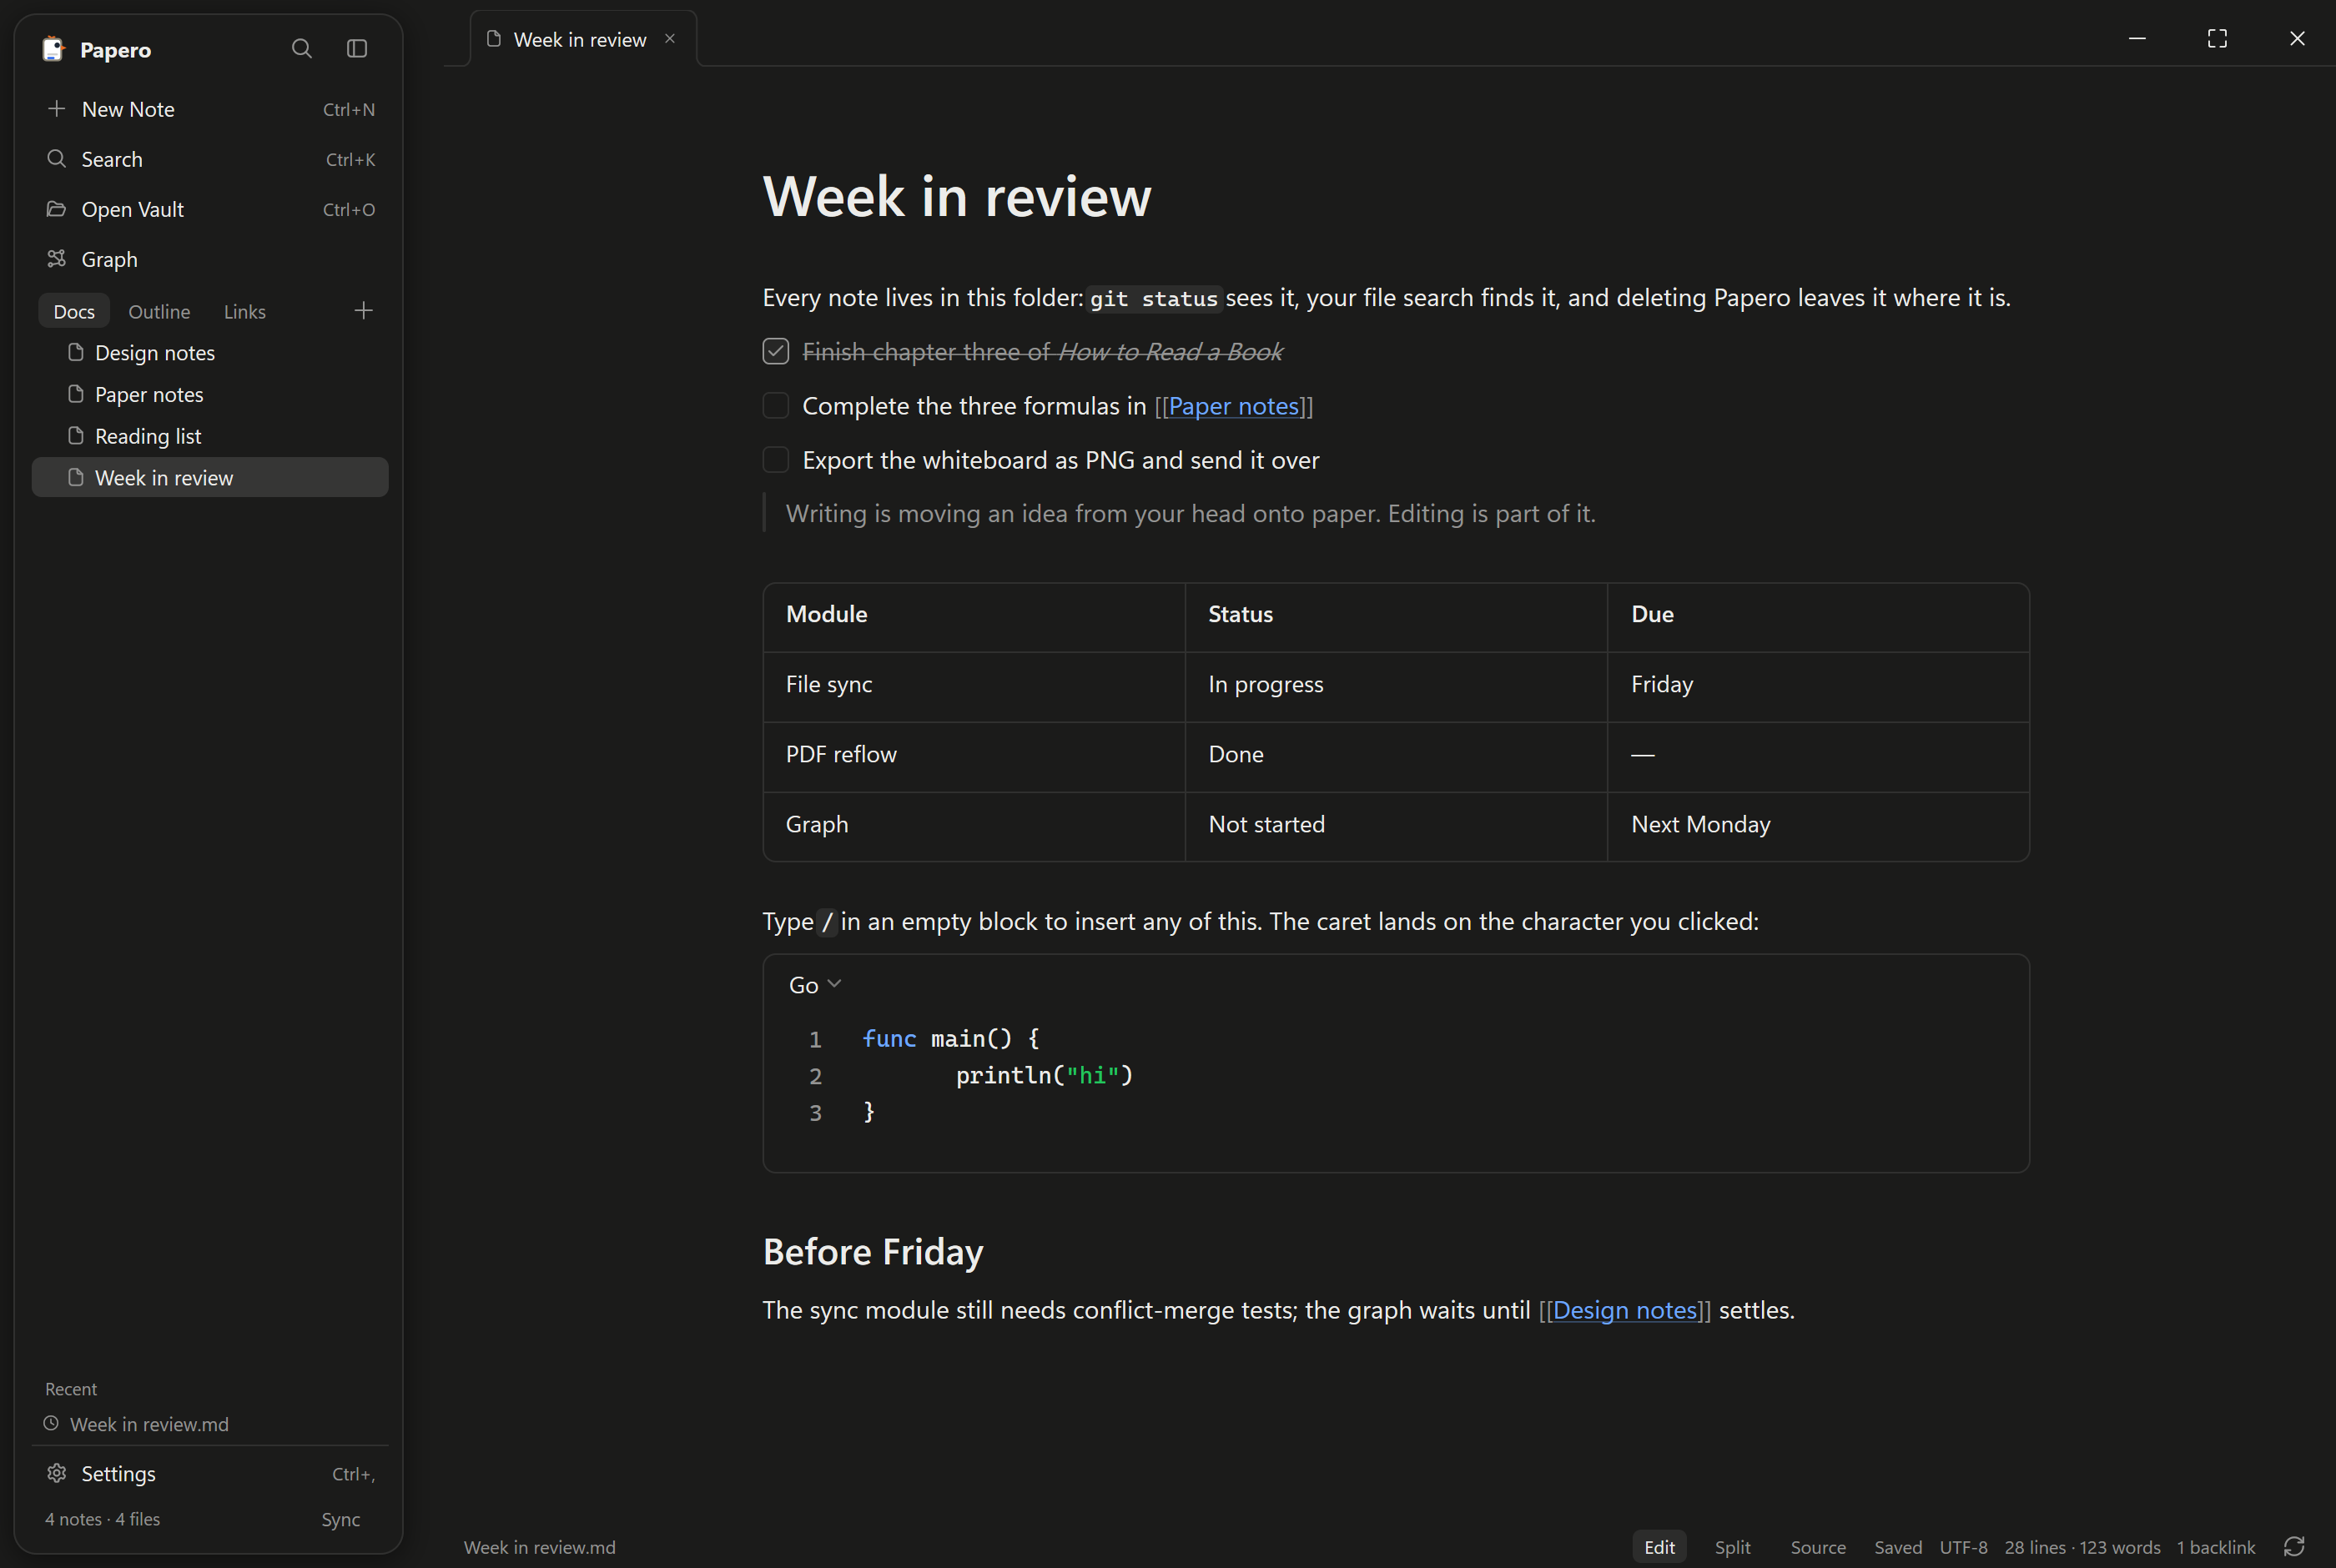 Papero
New Note Ctrl+N
Search Ctrl+K
Open Vault Ctrl+O
Graph
Docs Outline Links
Design notes
Paper notes
Reading list
Week in review
Recent
Week in review.md
Settings Ctrl+,
4 notes · 4 files Sync
Week in review
Week in review
Every note lives in this folder: git status sees it, your file search finds it, and deleting Papero leaves it where it is.
Finish chapter three of How to Read a Book
Complete the three formulas in [[Paper notes]]
Export the whiteboard as PNG and send it over
Writing is moving an idea from your head onto paper. Editing is part of it.
Module Status Due
File sync In progress Friday
PDF reflow Done —
Graph Not started Next Monday
Type / in an empty block to insert any of this. The caret lands on the character you clicked:
Go
1 func main() {
2 println("hi")
3 }
Before Friday
The sync module still needs conflict-merge tests; the graph waits until [[Design notes]] settles.
Week in review.md Edit Split Source Saved UTF-8 28 lines · 123 words 1 backlink